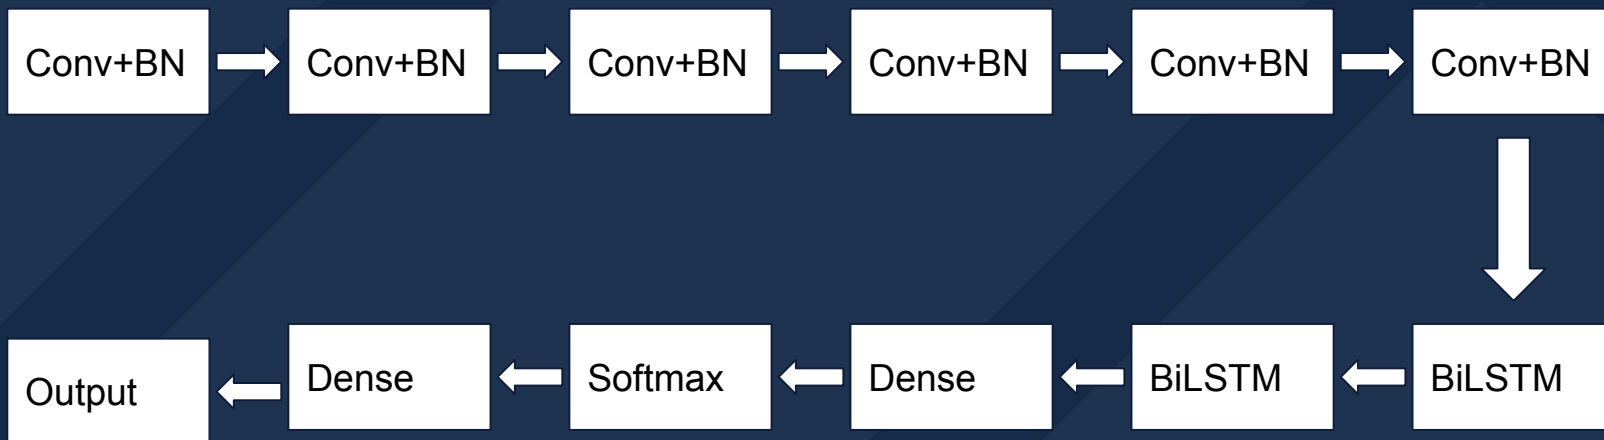 Conv+BN
Conv+BN
Conv+BN
Conv+BN
Conv+BN
Conv+BN
BiLSTM
BiLSTM
Dense
Softmax
Dense
Output